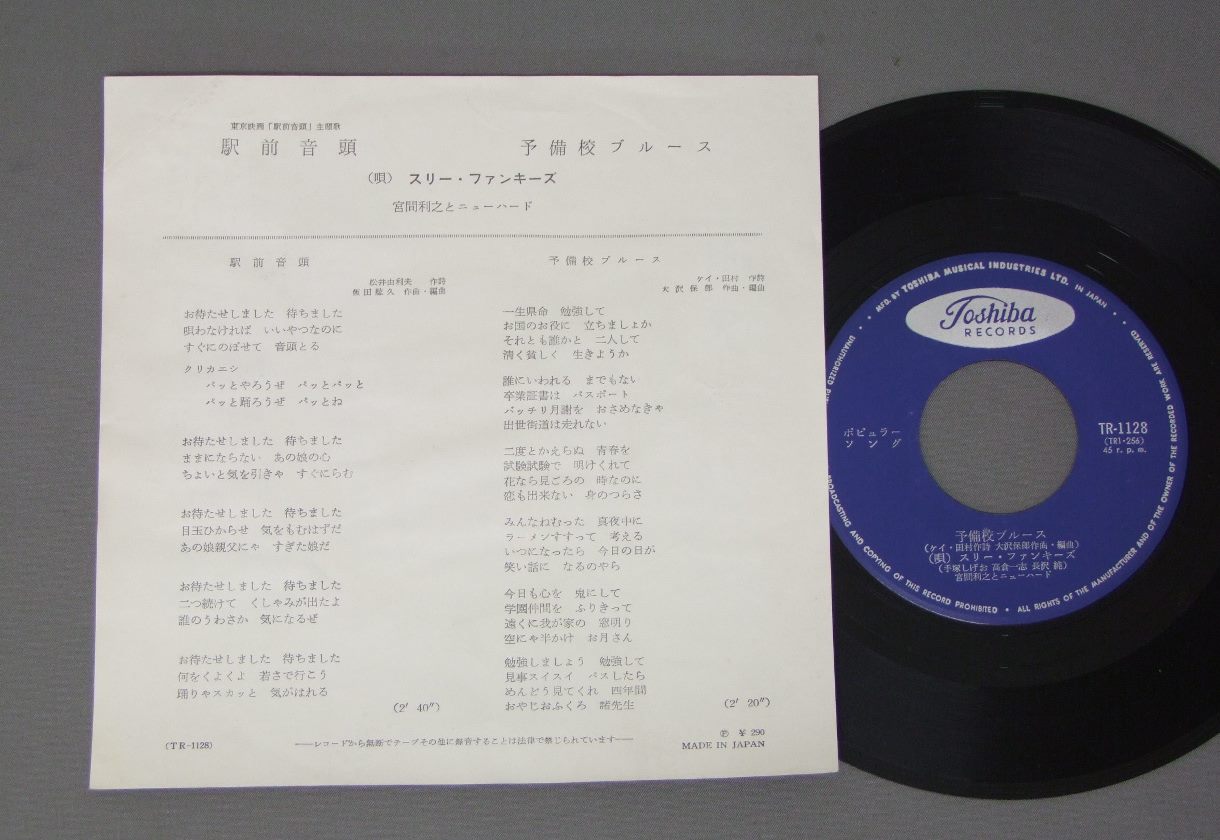 東京映画「駅前音頭」主題歌
駅前音頭
予備校ブルース
(唄) スリー・ファンキーズ
宮間利之とニューハード
駅前音頭
松井由利夫 作詩
飯田 久 作曲・編曲
お待たせしました 待ちました
唄わなければ いいやつなのに
すぐにのぼせて 音頭とる
クリカエシ
パッとやろうぜ パッとパッと
パッと踊ろうぜ パッとね
お待たせしました 待ちました
ままにならない あの娘の心
ちょいと気を引きゃ すぐにらむ
お待たせしました 待ちました
目玉ひからせ 気をもむはずだ
あの娘親父にゃ すぎた娘だ
お待たせしました 待ちました
二つ続けて くしゃみが出たよ
誰のうわさか 気になるぜ
お待たせしました 待ちました
何をくよくよ 若さで行こう
踊りゃスカッと 気がはれる
(2′ 40″)
予備校ブルース
ケイ・田村 作詩
大沢保郎 作曲・編曲
一生県命 勉強して
お国のお役に 立ちましょか
それとも誰かと 二人して
清く貧しく 生きようか
誰にいわれる までもない
卒業証書は パスポート
バッチリ月謝を おさめなきゃ
出世街道は走れない
二度とかえらぬ 青春を
試験試験で 明けくれて
花なら見ごろの 時なのに
恋も出来ない 身のつらさ
みんなねむった 真夜中に
ラーメンすすって 考える
いつになったら 今日の日が
笑い話に なるのやら
今日も心を 鬼にして
学園仲間を ふりきって
遠くに我が家の 窓明り
空にゃ半かけ お月さん
勉強しましょう 勉強して
見事スイスイ パスしたら
めんどう見てくれ 四年間
おやじおふくろ 諸先生
(2′ 20″)
(TR-1128)
──レコードから無断でテープその他に録音することは法律で禁じられています──
Ⓟ ¥ 290
MADE IN JAPAN
MFD. BY TOSHIBA MUSICAL INDUSTRIES LTD. IN JAPAN
Toshiba
RECORDS
ポピュラー
ソング
TR-1128
(TR1・256)
45 r. p. m.
予備校ブルース
(ケイ・田村作詩 大沢保郎作曲・編曲)
(唄) スリー・ファンキーズ
(手塚しげお 高倉一志 長沢 純)
宮間利之とニューハード
UNAUTHORIZED
BROADCASTING AND COPYING OF THIS RECORD PROHIBITED • ALL RIGHTS OF THE MANUFACTURER AND OF THE OWNER OF THE RECORDED WORK ARE RESERVED